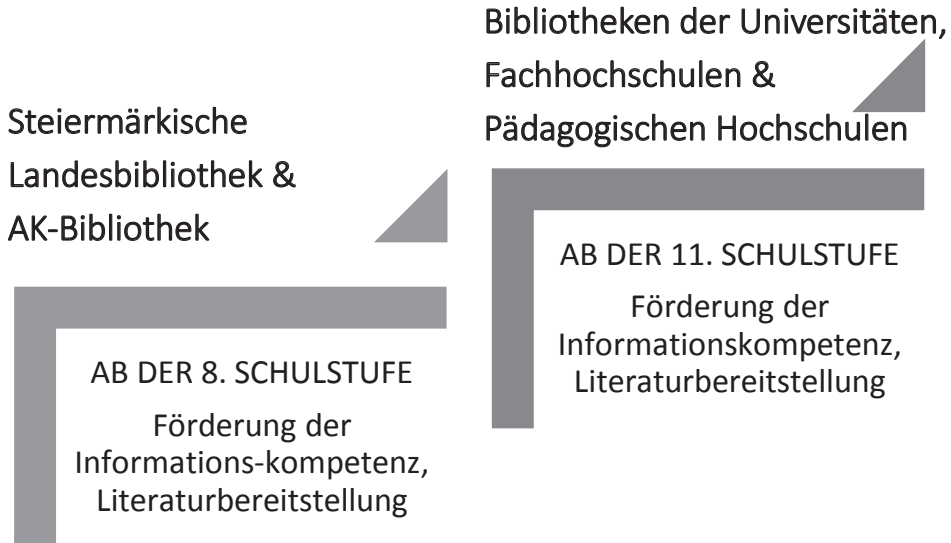 Steiermärkische
Landesbibliothek &
AK-Bibliothek
AB DER 8. SCHULSTUFE
Förderung der
Informations-kompetenz,
Literaturbereitstellung
Bibliotheken der Universitäten,
Fachhochschulen &
Pädagogischen Hochschulen
AB DER 11. SCHULSTUFE
Förderung der
Informationskompetenz,
Literaturbereitstellung